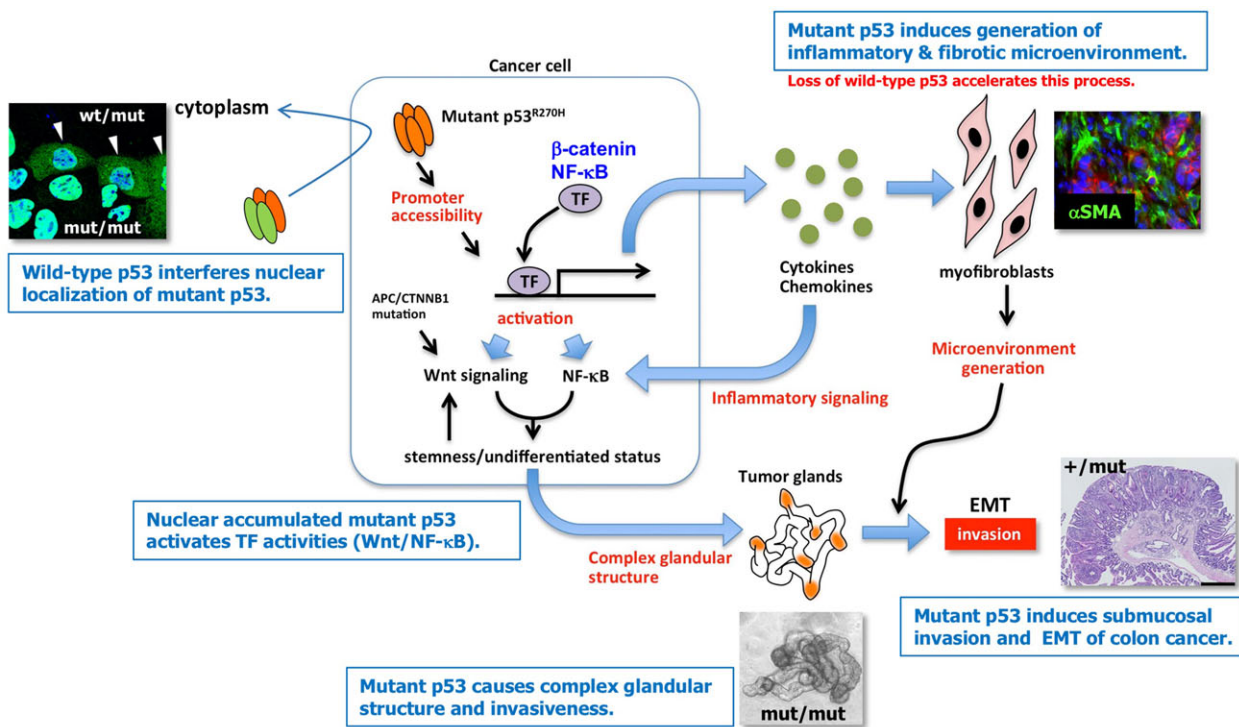 Mutant p53 induces generation of
inflammatory & fibrotic microenvironment.
Loss of wild-type p53 accelerates this process.
Cancer cell
cytoplasm
wt/mut
mut/mut
Wild-type p53 interferes nuclear
localization of mutant p53.
Mutant p53R270H
β-catenin
NF-κB
TF
Promoter
accessibility
TF
APC/CTNNB1
mutation
activation
Wnt signaling
NF-κB
stemness/undifferentiated status
Cytokines
Chemokines
Inflammatory signaling
αSMA
myofibroblasts
Microenvironment
generation
Nuclear accumulated mutant p53
activates TF activities (Wnt/NF-κB).
Complex glandular
structure
Tumor glands
EMT
invasion
+/mut
Mutant p53 induces submucosal
invasion and EMT of colon cancer.
Mutant p53 causes complex glandular
structure and invasiveness.
mut/mut